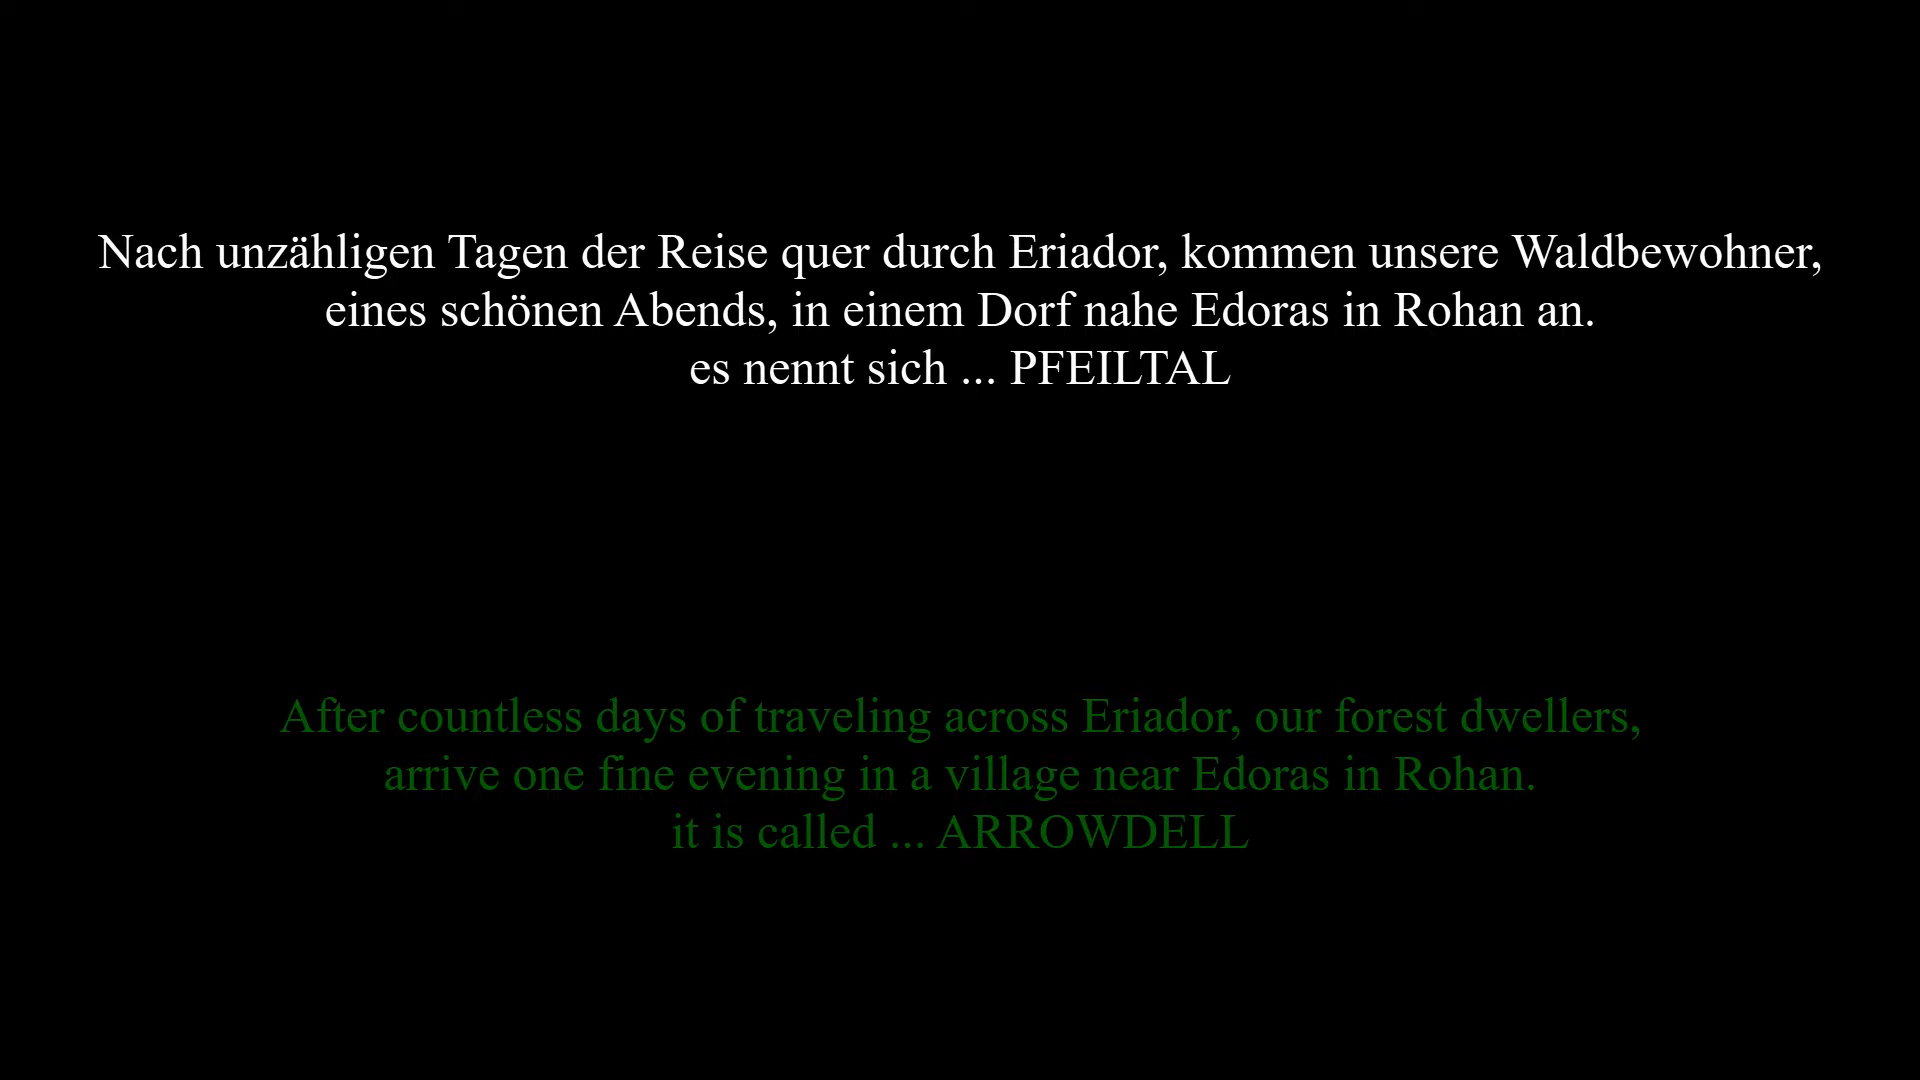 Nach unzähligen Tagen der Reise quer durch Eriador, kommen unsere Waldbewohner,
eines schönen Abends, in einem Dorf nahe Edoras in Rohan an.
es nennt sich ... PFEILTAL
After countless days of traveling across Eriador, our forest dwellers,
arrive one fine evening in a village near Edoras in Rohan.
it is called ... ARROWDELL